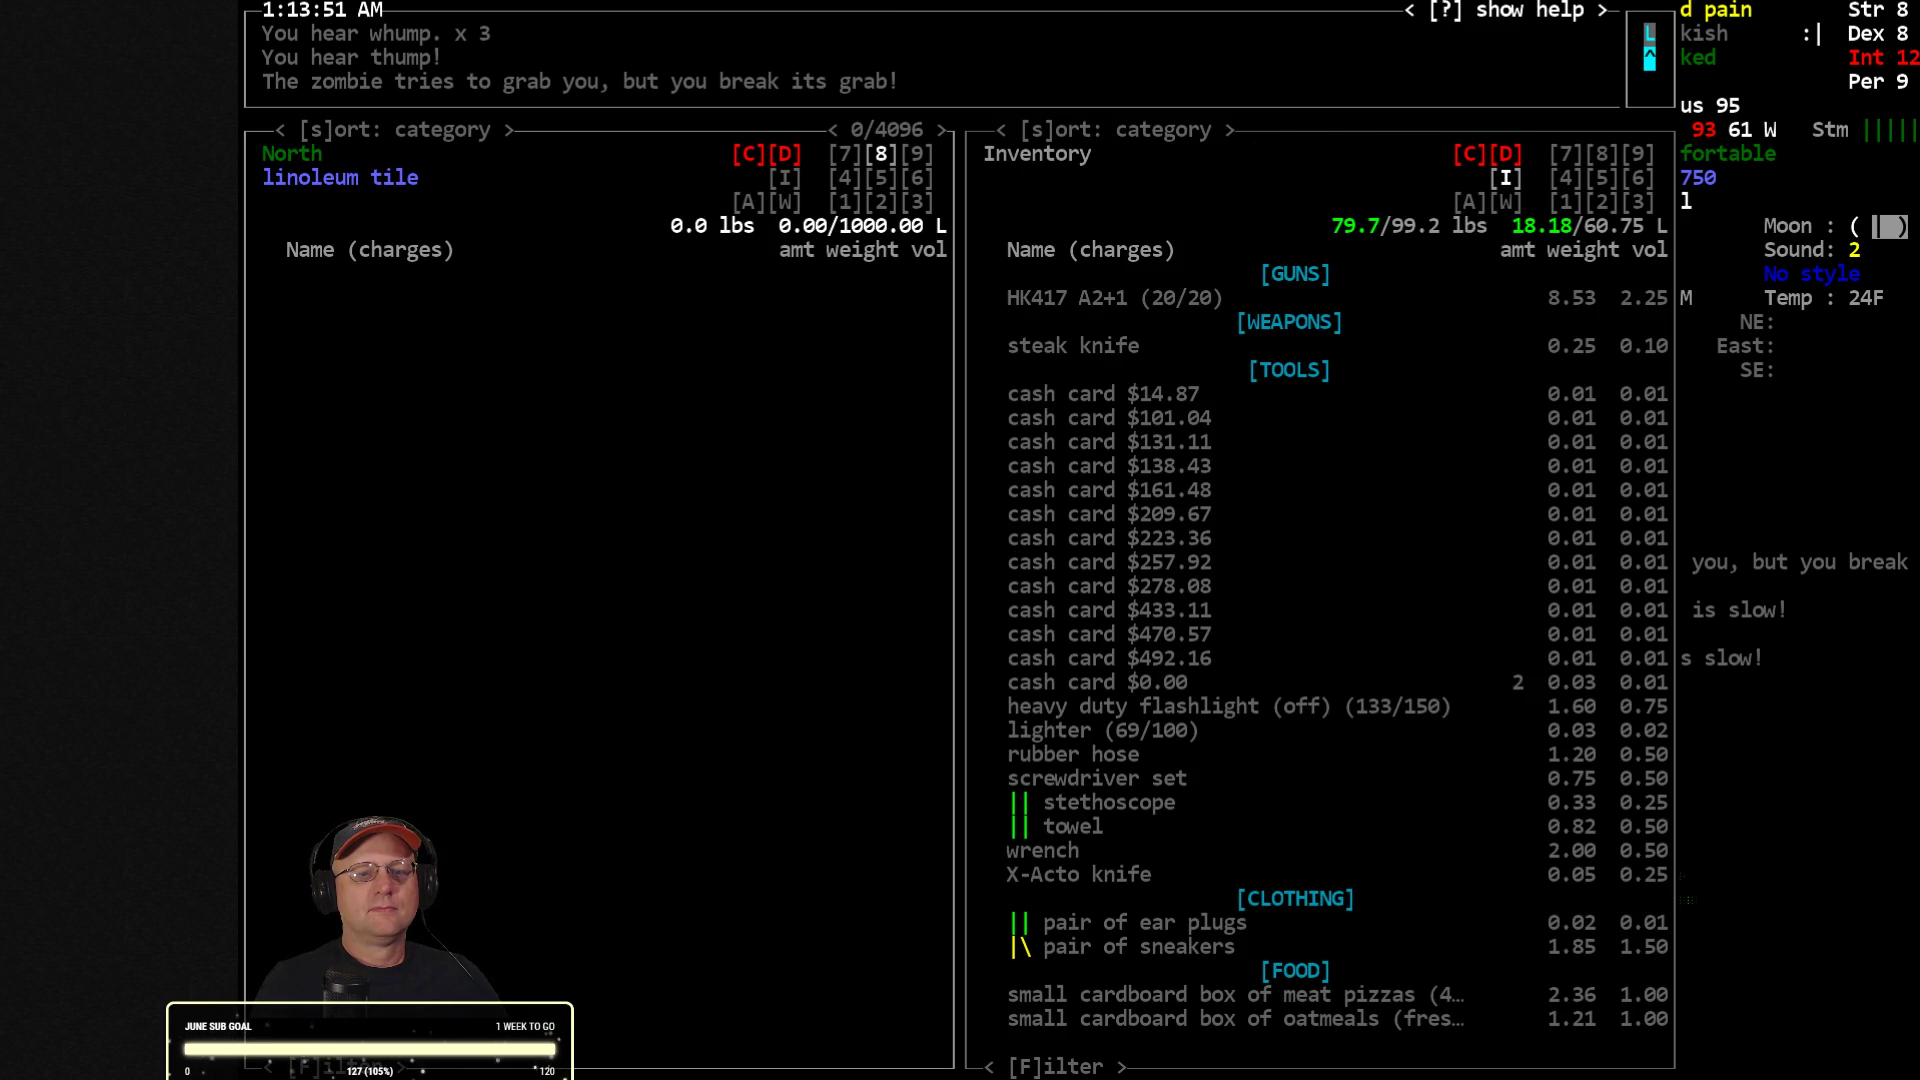 1:13:51 AM
< [?] show help >
You hear whump. x 3
You hear thump!
The zombie tries to grab you, but you break its grab!
L
^
d pain
Str 8
kish
:|
Dex 8
ked
Int 12
Per 9
us 95
93 61 W
Stm |||||
fortable
750
l
Moon : ( | )
Sound: 2
No style
M
Temp : 24F
NE:
East:
SE:
you, but you break
is slow!
s slow!
< [s]ort: category >
< 0/4096 >
North
[C][D] [7][8][9]
linoleum tile
[I] [4][5][6]
[A][W] [1][2][3]
0.0 lbs 0.00/1000.00 L
Name (charges) amt weight vol
< [s]ort: category >
Inventory
[C][D] [7][8][9]
[I] [4][5][6]
[A][W] [1][2][3]
79.7/99.2 lbs 18.18/60.75 L
Name (charges) amt weight vol
[GUNS]
HK417 A2+1 (20/20) 8.53 2.25
[WEAPONS]
steak knife 0.25 0.10
[TOOLS]
cash card $14.87 0.01 0.01
cash card $101.04 0.01 0.01
cash card $131.11 0.01 0.01
cash card $138.43 0.01 0.01
cash card $161.48 0.01 0.01
cash card $209.67 0.01 0.01
cash card $223.36 0.01 0.01
cash card $257.92 0.01 0.01
cash card $278.08 0.01 0.01
cash card $433.11 0.01 0.01
cash card $470.57 0.01 0.01
cash card $492.16 0.01 0.01
cash card $0.00 2 0.03 0.01
heavy duty flashlight (off) (133/150) 1.60 0.75
lighter (69/100) 0.03 0.02
rubber hose 1.20 0.50
screwdriver set 0.75 0.50
|| stethoscope 0.33 0.25
|| towel 0.82 0.50
wrench 2.00 0.50
X-Acto knife 0.05 0.25
[CLOTHING]
|| pair of ear plugs 0.02 0.01
|\ pair of sneakers 1.85 1.50
[FOOD]
small cardboard box of meat pizzas (4… 2.36 1.00
small cardboard box of oatmeals (fres… 1.21 1.00
< [F]ilter >
JUNE SUB GOAL
1 WEEK TO GO
0
127 (105%)
120
< [F]ilter >